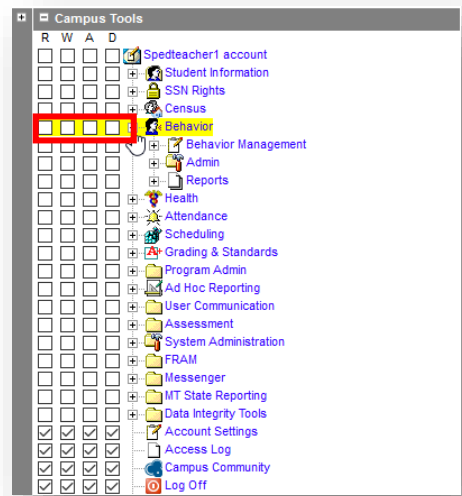 Campus Tools
R W A D
Spedteacher1 account
Student Information
SSN Rights
Census
Behavior
Behavior Management
Admin
Reports
Health
Attendance
Scheduling
A+ Grading & Standards
Program Admin
Ad Hoc Reporting
User Communication
Assessment
System Administration
FRAM
Messenger
MT State Reporting
Data Integrity Tools
Account Settings
Access Log
Campus Community
Log Off